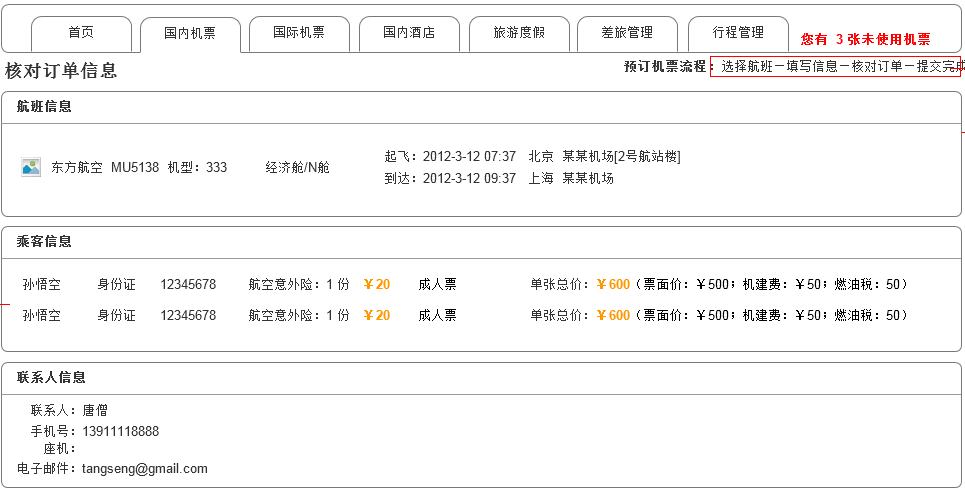 首页 国内机票 国际机票 国内酒店 旅游度假 差旅管理 行程管理 您有 3 张未使用机票
核对订单信息 预订机票流程：选择航班－填写信息－核对订单－提交完成
航班信息
东方航空 MU5138 机型：333 经济舱/N舱 起飞：2012-3-12 07:37 北京 某某机场[2号航站楼]
到达：2012-3-12 09:37 上海 某某机场
乘客信息
孙悟空 身份证 12345678 航空意外险：1 份 ￥20 成人票 单张总价：￥600（票面价：￥500；机建费：￥50；燃油税：50）
孙悟空 身份证 12345678 航空意外险：1 份 ￥20 成人票 单张总价：￥600（票面价：￥500；机建费：￥50；燃油税：50）
联系人信息
联系人：唐僧
手机号：13911118888
座机：
电子邮件：tangseng@gmail.com